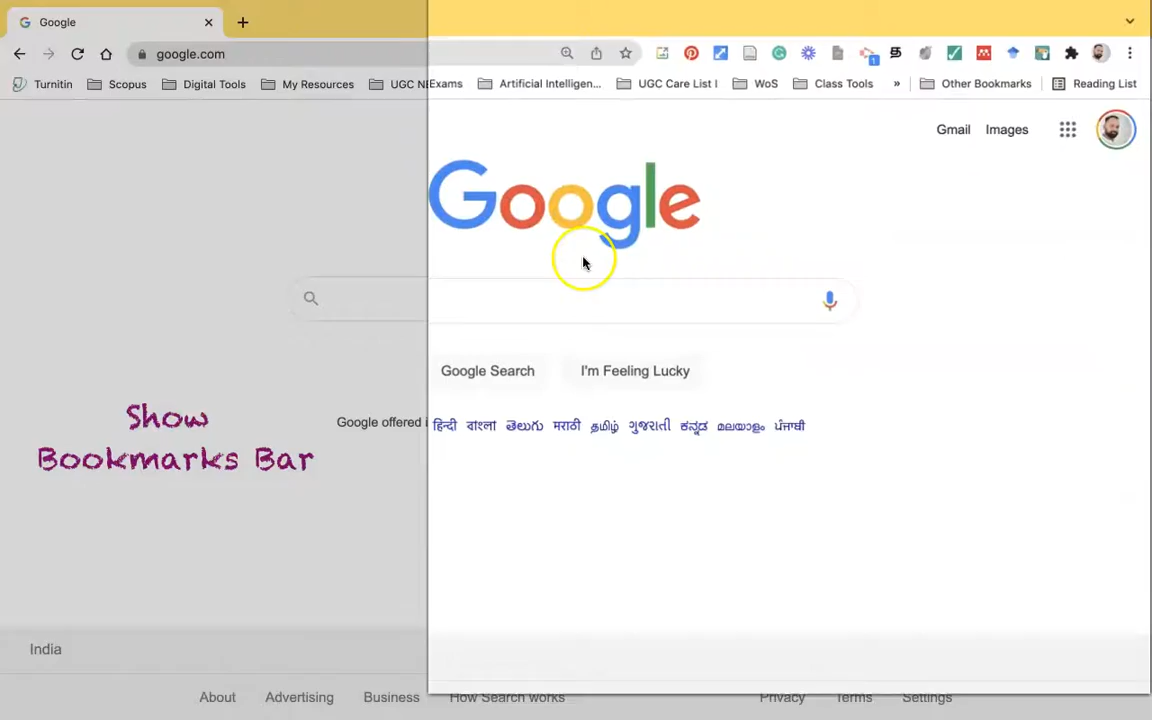 Google
google.com
Turnitin Scopus Digital Tools My Resources UGC NEExams Artificial Intelligen... UGC Care List I WoS Class Tools » Other Bookmarks Reading List
Gmail Images
Google
Google Search I'm Feeling Lucky
Show
Bookmarks Bar
Google offered i हिन्दी বাংলা తెలుగు मराठी தமிழ் ગુજરાતી ಕನ್ನಡ മലയാളം ਪੰਜਾਬੀ
India
About Advertising Business How Search works Privacy Terms Settings